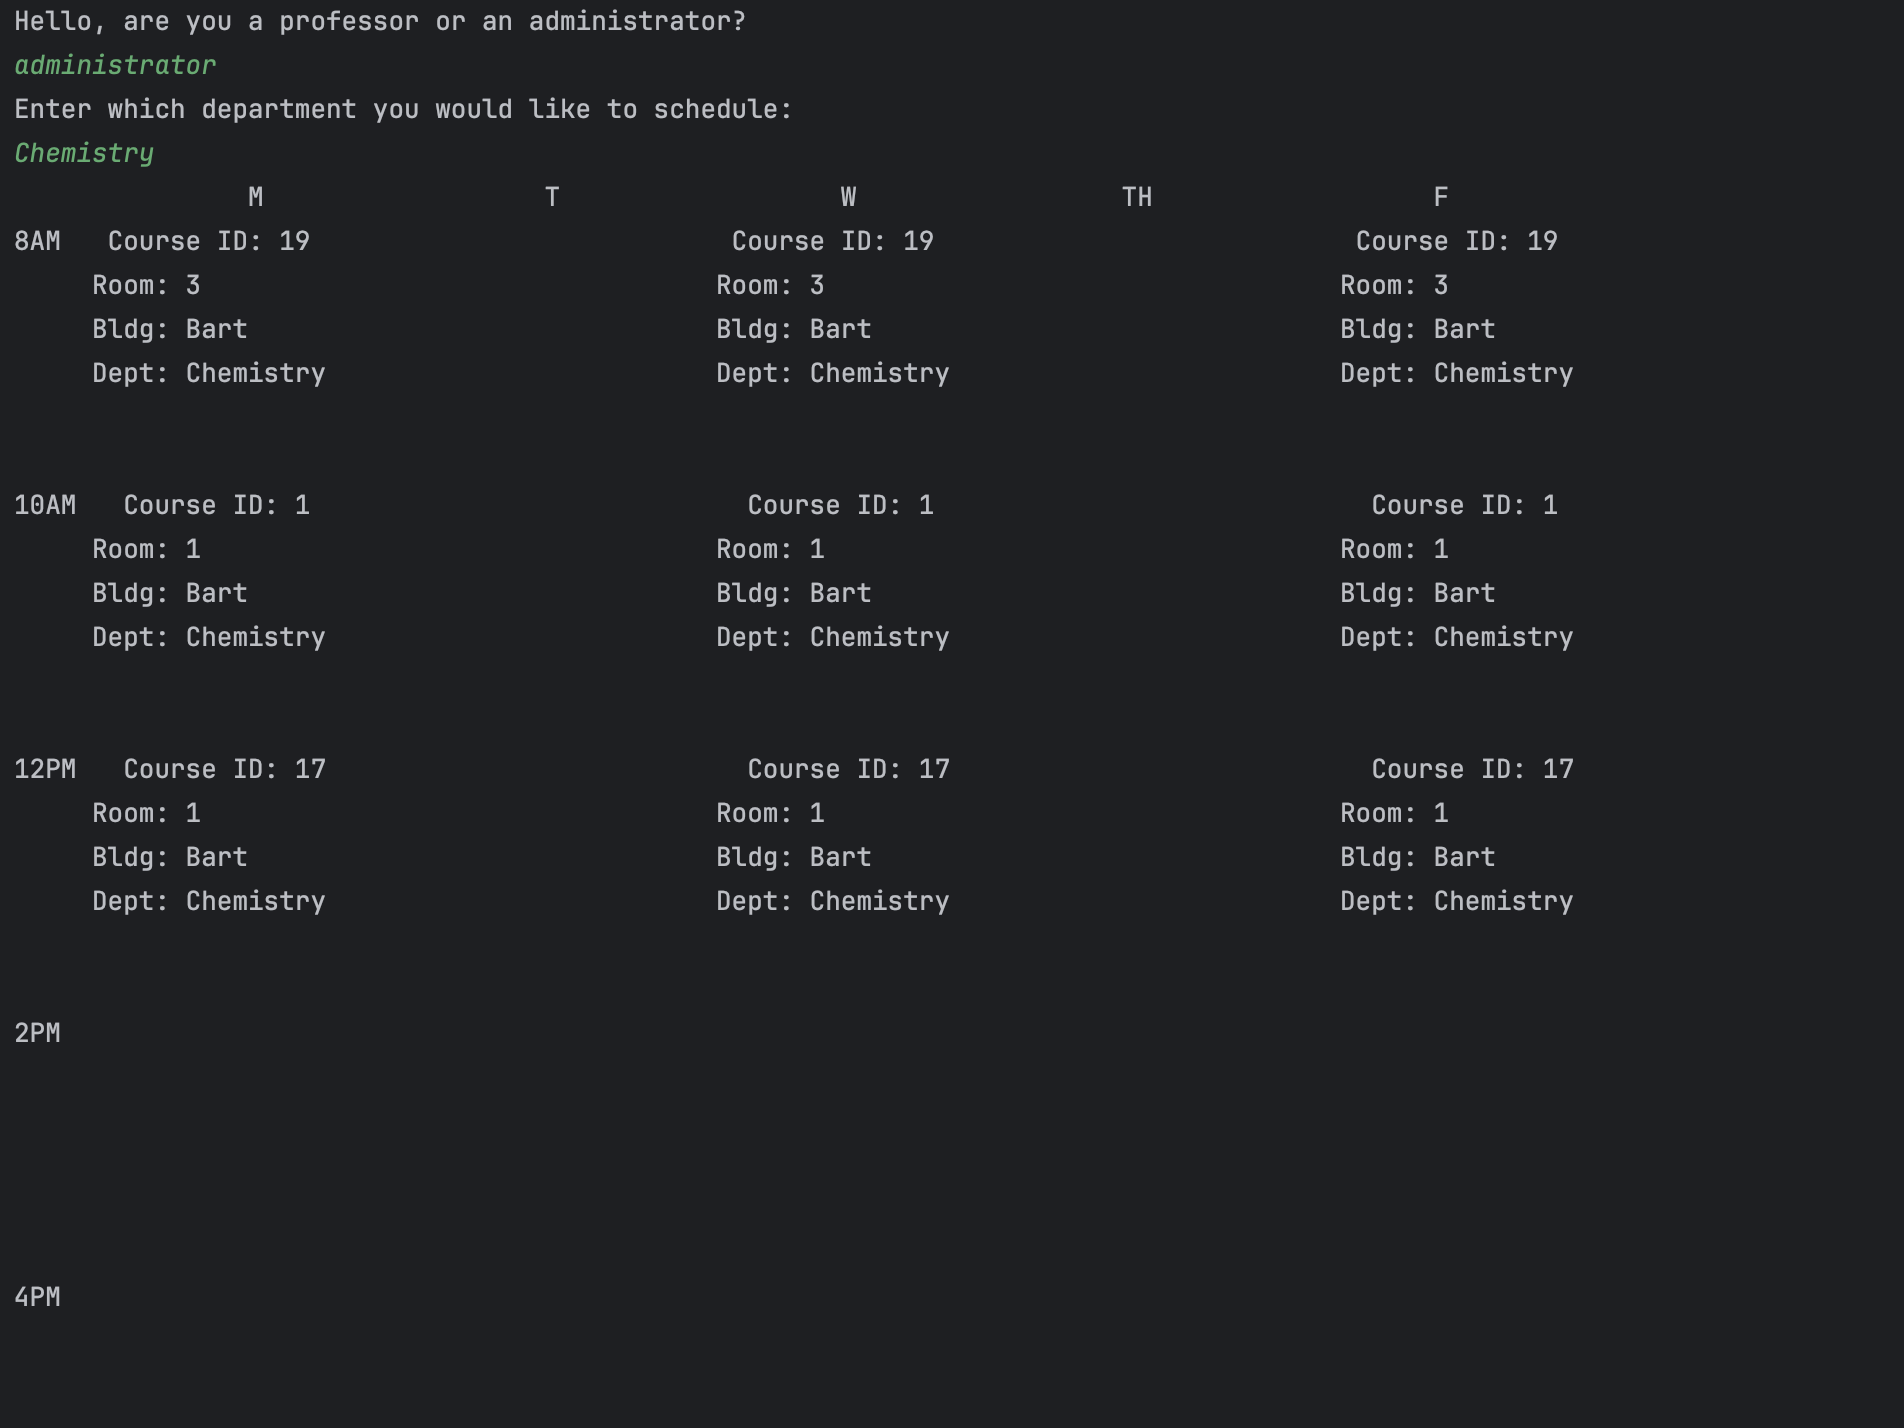 Hello, are you a professor or an administrator?
administrator
Enter which department you would like to schedule:
Chemistry
M T W TH F
8AM Course ID: 19 Course ID: 19 Course ID: 19
Room: 3 Room: 3 Room: 3
Bldg: Bart Bldg: Bart Bldg: Bart
Dept: Chemistry Dept: Chemistry Dept: Chemistry
10AM Course ID: 1 Course ID: 1 Course ID: 1
Room: 1 Room: 1 Room: 1
Bldg: Bart Bldg: Bart Bldg: Bart
Dept: Chemistry Dept: Chemistry Dept: Chemistry
12PM Course ID: 17 Course ID: 17 Course ID: 17
Room: 1 Room: 1 Room: 1
Bldg: Bart Bldg: Bart Bldg: Bart
Dept: Chemistry Dept: Chemistry Dept: Chemistry
2PM
4PM